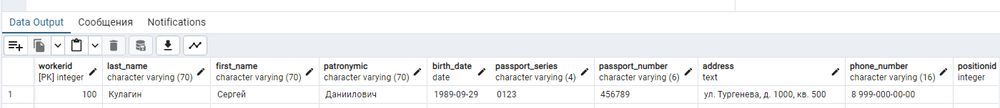 Data Output Сообщения Notifications
workerid last_name first_name patronymic birth_date passport_series passport_number address phone_number positionid
[PK] integer character varying (70) character varying (70) character varying (70) date character varying (4) character varying (6) text character varying (16) integer
1 100 Кулагин Сергей Даниилович 1989-09-29 0123 456789 ул. Тургенева, д. 1000, кв. 500 8 999-000-00-00